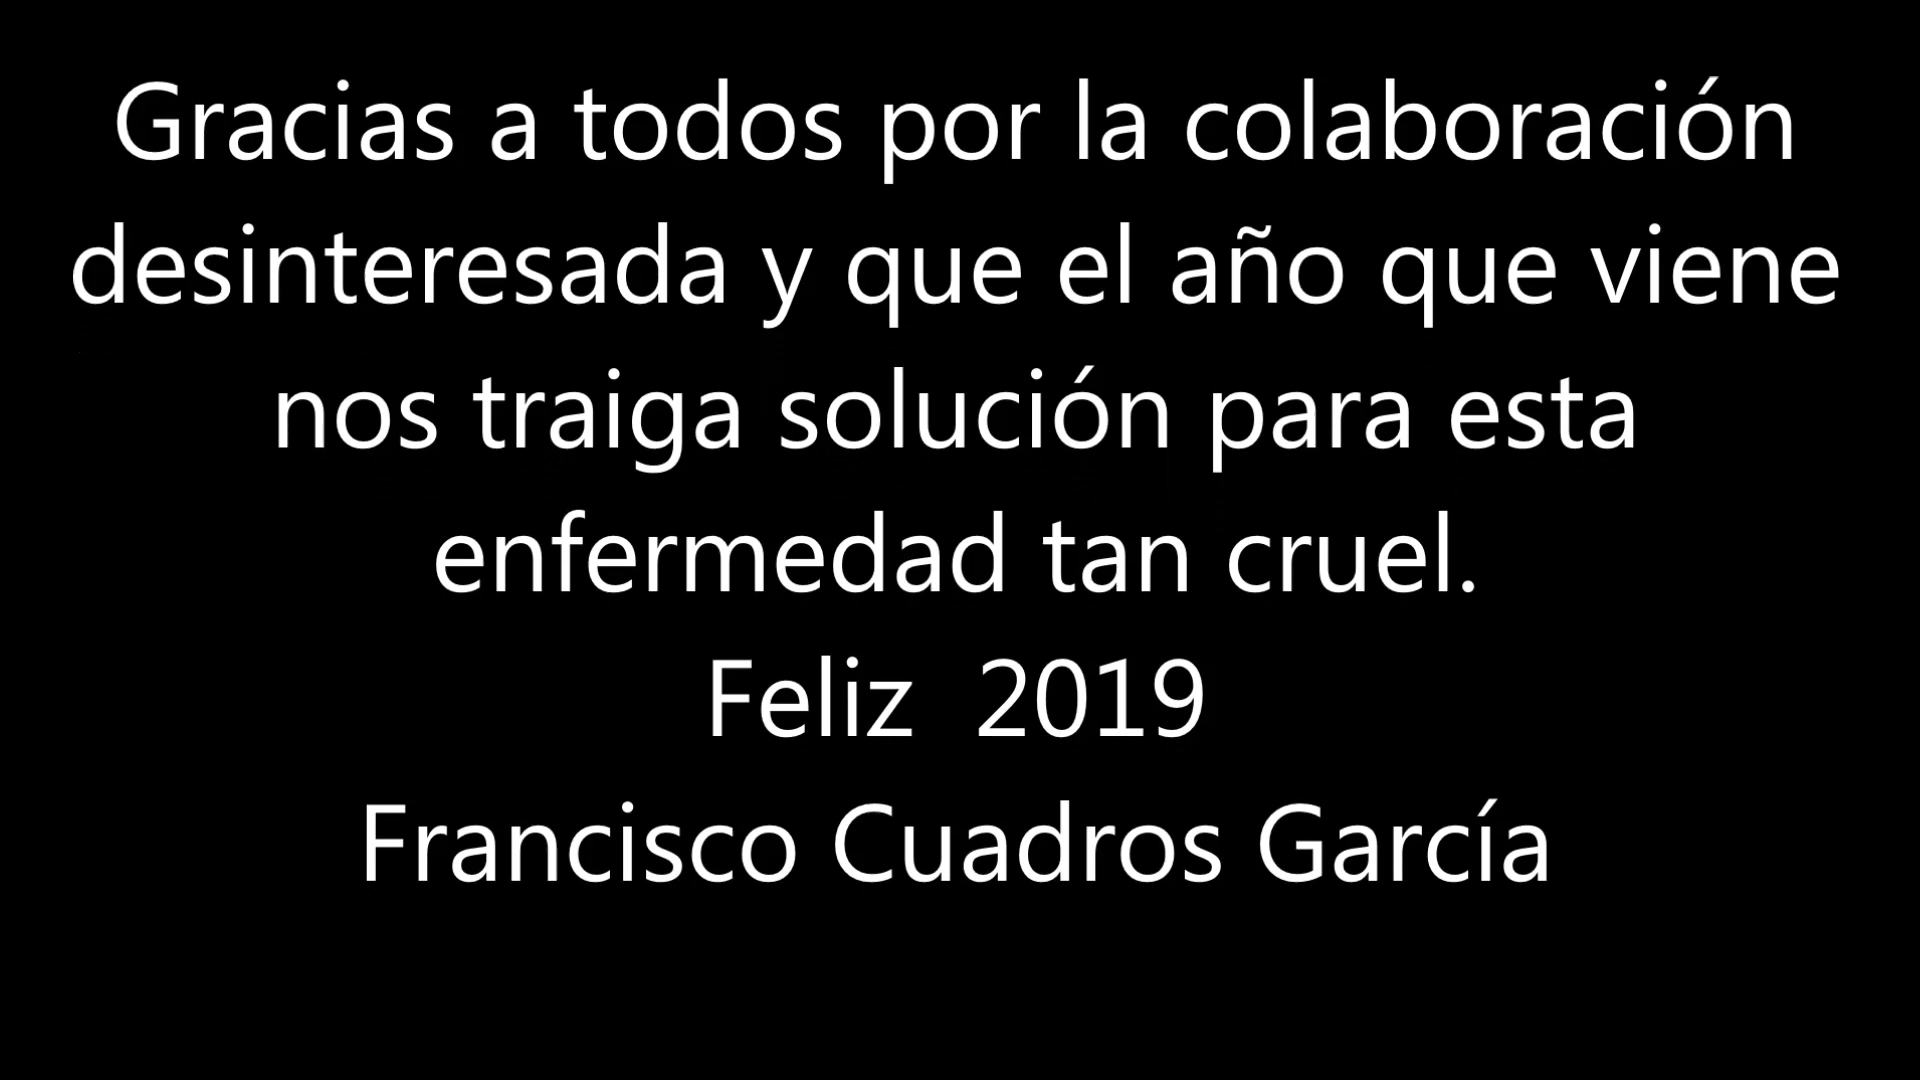 Gracias a todos por la colaboración
desinteresada y que el año que viene
nos traiga solución para esta
enfermedad tan cruel.
Feliz  2019
Francisco Cuadros García